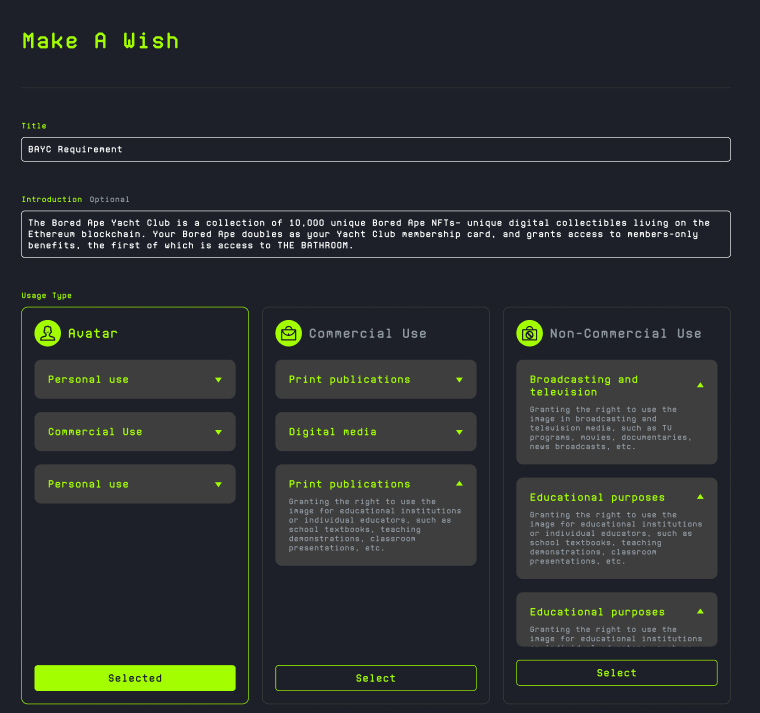 Make A Wish
Title
BAYC Requirement
Introduction Optional
The Bored Ape Yacht Club is a collection of 10,000 unique Bored Ape NFTs– unique digital collectibles living on the
Ethereum blockchain. Your Bored Ape doubles as your Yacht Club membership card, and grants access to members-only
benefits, the first of which is access to THE BATHROOM.
Usage Type
Avatar
Personal use
Commercial Use
Personal use
Selected
Commercial Use
Print publications
Digital media
Print publications
Granting the right to use the
image for educational institutions
or individual educators, such as
school textbooks, teaching
demonstrations, classroom
presentations, etc.
Select
Non-Commercial Use
Broadcasting and
television
Granting the right to use the
image in broadcasting and
television media, such as TV
programs, movies, documentaries,
news broadcasts, etc.
Educational purposes
Granting the right to use the
image for educational institutions
or individual educators, such as
school textbooks, teaching
demonstrations, classroom
presentations, etc.
Educational purposes
Granting the right to use the
image for educational institutions
Select